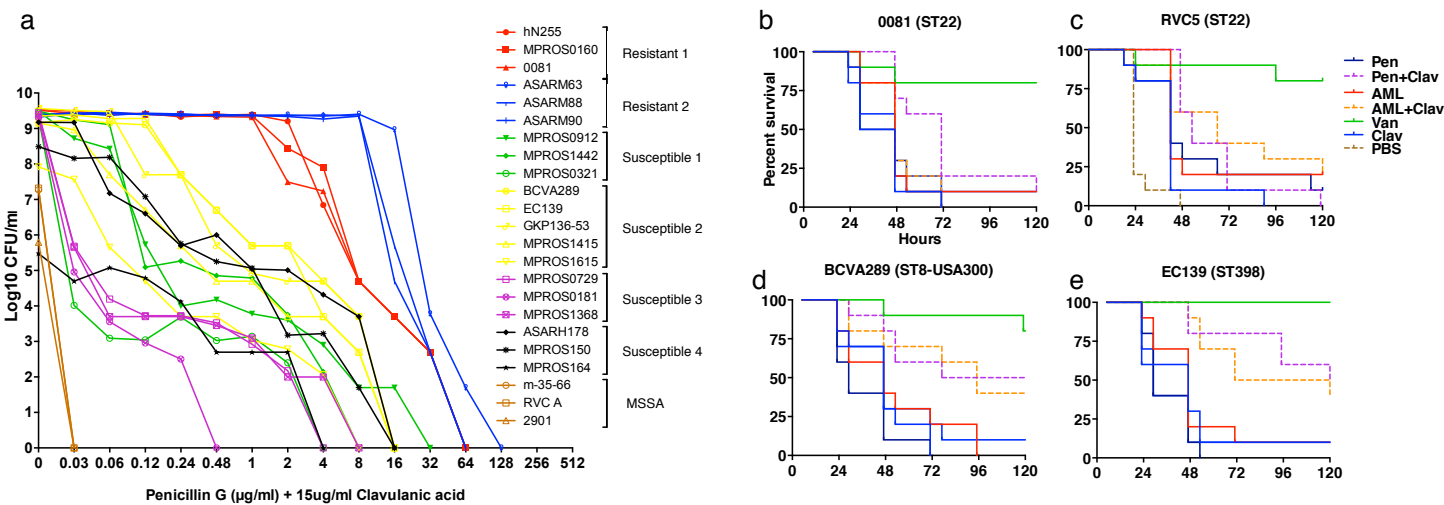 a
hN255
MPROS0160
0081
Resistant 1
ASARM63
ASARM88
ASARM90
Resistant 2
MPROS0912
MPROS1442
MPROS0321
Susceptible 1
BCVA289
EC139
GKP136-53
MPROS1415
MPROS1615
Susceptible 2
MPROS0729
MPROS0181
MPROS1368
Susceptible 3
ASARH178
MPROS150
MPROS164
Susceptible 4
m-35-66
RVC A
2901
MSSA
Log10 CFU/ml
10
9
8
7
6
5
4
3
2
1
0
0 0.03 0.06 0.12 0.24 0.48 1 2 4 8 16 32 64 128 256 512
Penicillin G (µg/ml) + 15ug/ml Clavulanic acid
b
0081 (ST22)
Percent survival
100
75
50
25
0
0 24 48 72 96 120
Hours
c
RVC5 (ST22)
100
75
50
25
0
0 24 48 72 96 120
Pen
Pen+Clav
AML
AML+Clav
Van
Clav
PBS
d
BCVA289 (ST8-USA300)
100
75
50
25
0
0 24 48 72 96 120
e
EC139 (ST398)
100
75
50
25
0
0 24 48 72 96 120